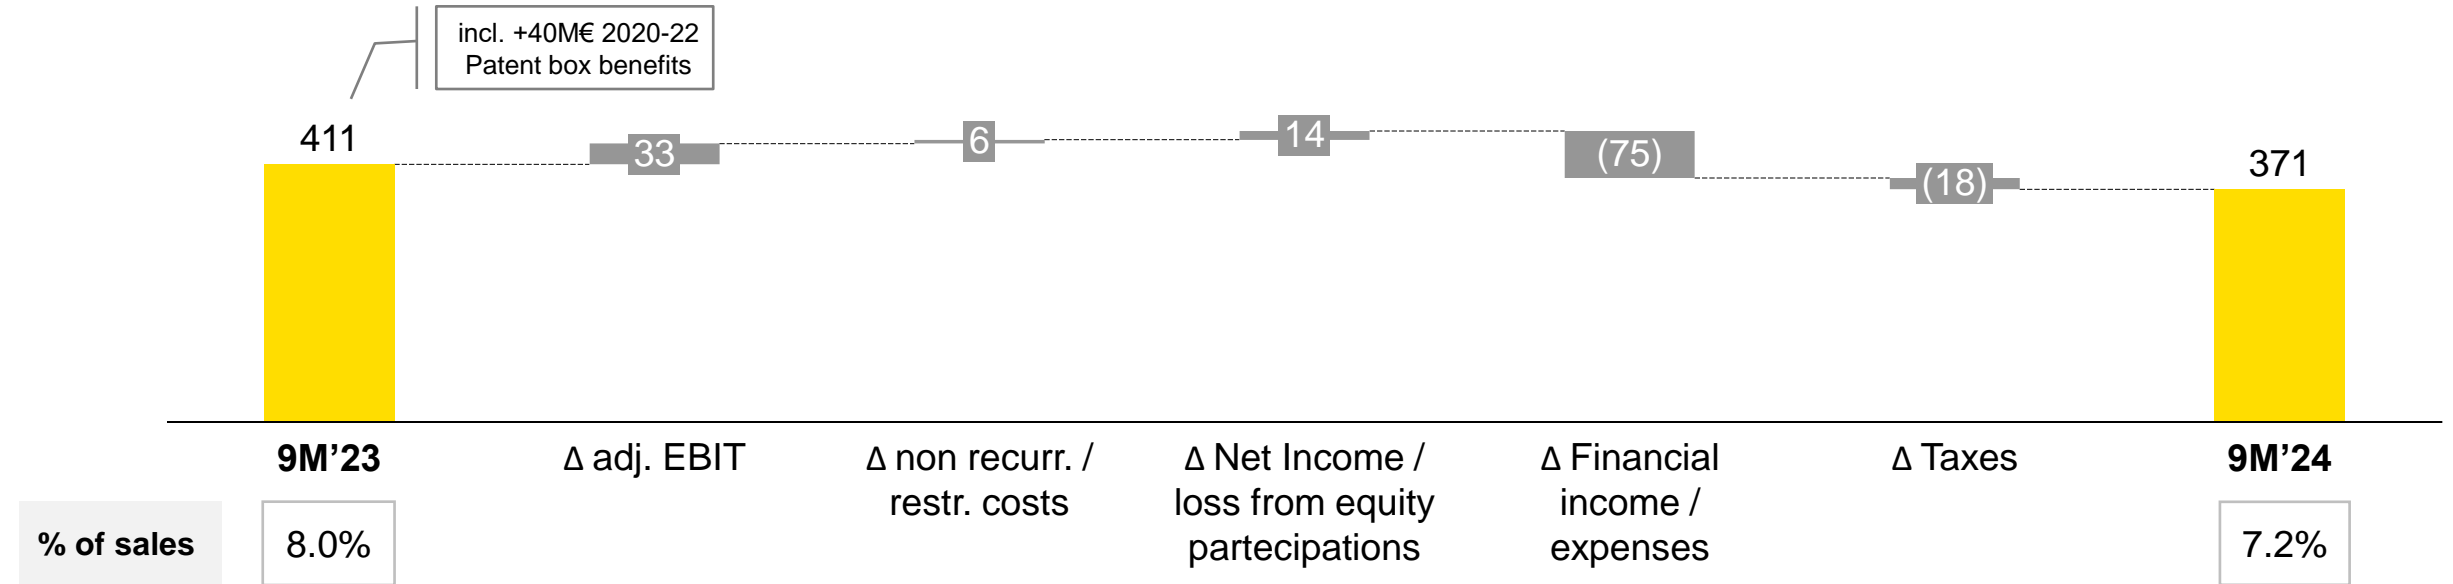 incl. +40M€ 2020-22
Patent box benefits
411
33
6
14
(75)
(18)
371
9M’23
Δ adj. EBIT
Δ non recurr. /
restr. costs
Δ Net Income /
loss from equity
partecipations
Δ Financial
income /
expenses
Δ Taxes
9M’24
% of sales
8.0%
7.2%